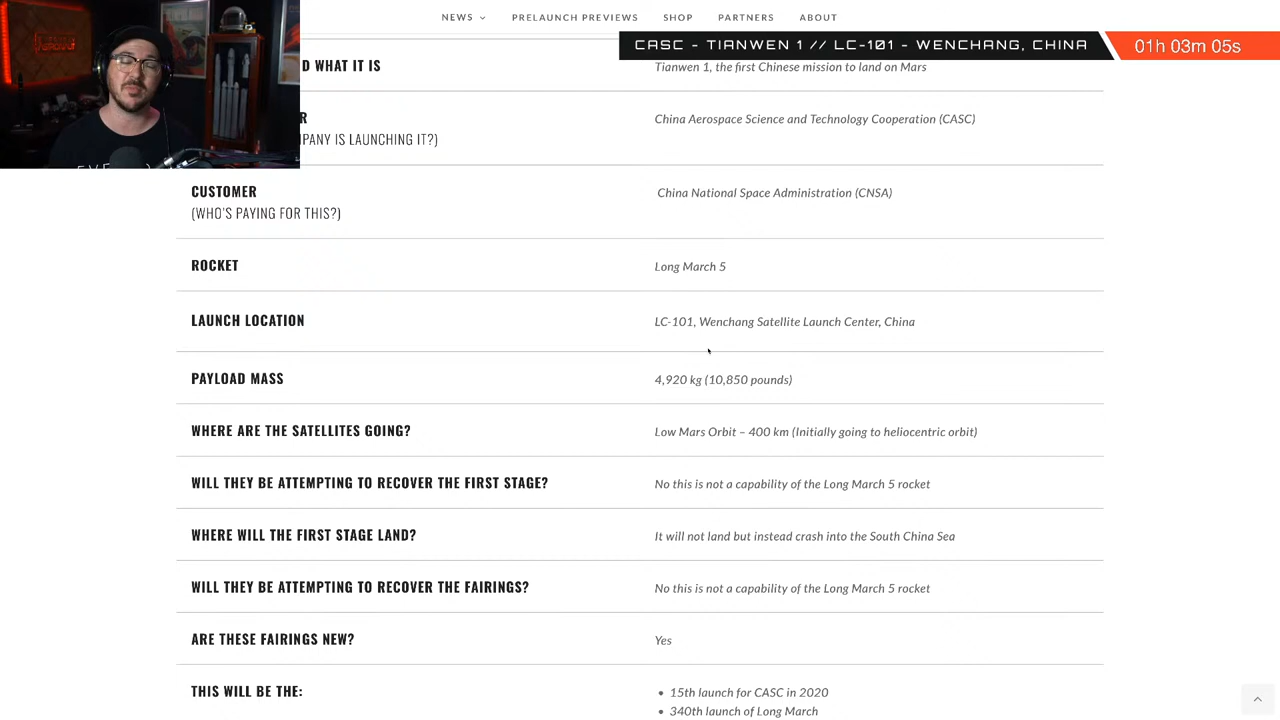 NEWS PRELAUNCH PREVIEWS SHOP PARTNERS ABOUT
CASC - TIANWEN 1 // LC-101 - WENCHANG, CHINA 01h 03m 05s
D WHAT IT IS
Tianwen 1, the first Chinese mission to land on Mars
R
MPANY IS LAUNCHING IT?)
China Aerospace Science and Technology Cooperation (CASC)
CUSTOMER
(WHO'S PAYING FOR THIS?)
China National Space Administration (CNSA)
ROCKET
Long March 5
LAUNCH LOCATION
LC-101, Wenchang Satellite Launch Center, China
PAYLOAD MASS
4,920 kg (10,850 pounds)
WHERE ARE THE SATELLITES GOING?
Low Mars Orbit – 400 km (Initially going to heliocentric orbit)
WILL THEY BE ATTEMPTING TO RECOVER THE FIRST STAGE?
No this is not a capability of the Long March 5 rocket
WHERE WILL THE FIRST STAGE LAND?
It will not land but instead crash into the South China Sea
WILL THEY BE ATTEMPTING TO RECOVER THE FAIRINGS?
No this is not a capability of the Long March 5 rocket
ARE THESE FAIRINGS NEW?
Yes
THIS WILL BE THE:
• 15th launch for CASC in 2020
• 340th launch of Long March